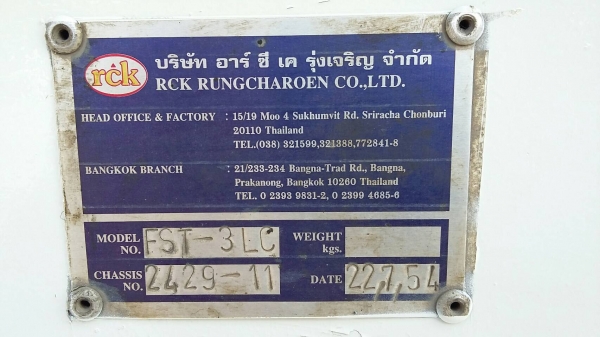 rck
บริษัท อาร์ ซี เค รุ่งเจริญ จำกัด
RCK RUNGCHAROEN CO.,LTD.
HEAD OFFICE & FACTORY : 15/19 Moo 4 Sukhumvit Rd. Sriracha Chonburi
20110 Thailand
TEL.(038) 321599,321388,772841-8
BANGKOK BRANCH : 21/233-234 Bangna-Trad Rd., Bangna,
Prakanong, Bangkok 10260 Thailand
TEL. 0 2393 9831-2, 0 2399 4685-6
MODEL NO. FST-3LC WEIGHT kgs.
CHASSIS NO. 2429-11 DATE 22,7,54